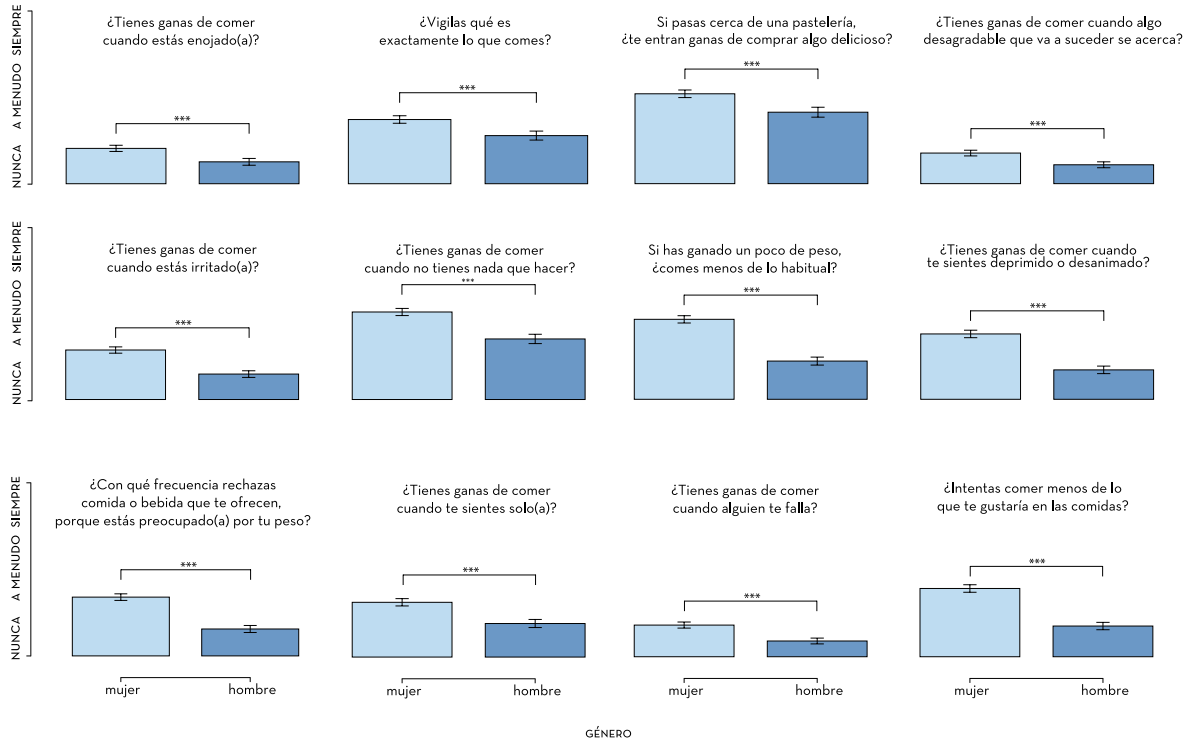 ¿Tienes ganas de comer
cuando estás enojado(a)?
¿Vigilas qué es
exactamente lo que comes?
Si pasas cerca de una pastelería,
¿te entran ganas de comprar algo delicioso?
¿Tienes ganas de comer cuando algo
desagradable que va a suceder se acerca?
NUNCA A MENUDO SIEMPRE
***
***
***
***
¿Tienes ganas de comer
cuando estás irritado(a)?
¿Tienes ganas de comer
cuando no tienes nada que hacer?
Si has ganado un poco de peso,
¿comes menos de lo habitual?
¿Tienes ganas de comer cuando
te sientes deprimido o desanimado?
NUNCA A MENUDO SIEMPRE
***
***
***
***
¿Con qué frecuencia rechazas
comida o bebida que te ofrecen,
porque estás preocupado(a) por tu peso?
¿Tienes ganas de comer
cuando te sientes solo(a)?
¿Tienes ganas de comer
cuando alguien te falla?
¿Intentas comer menos de lo
que te gustaría en las comidas?
NUNCA A MENUDO SIEMPRE
***
***
***
***
mujer hombre
mujer hombre
mujer hombre
mujer hombre
GÉNERO